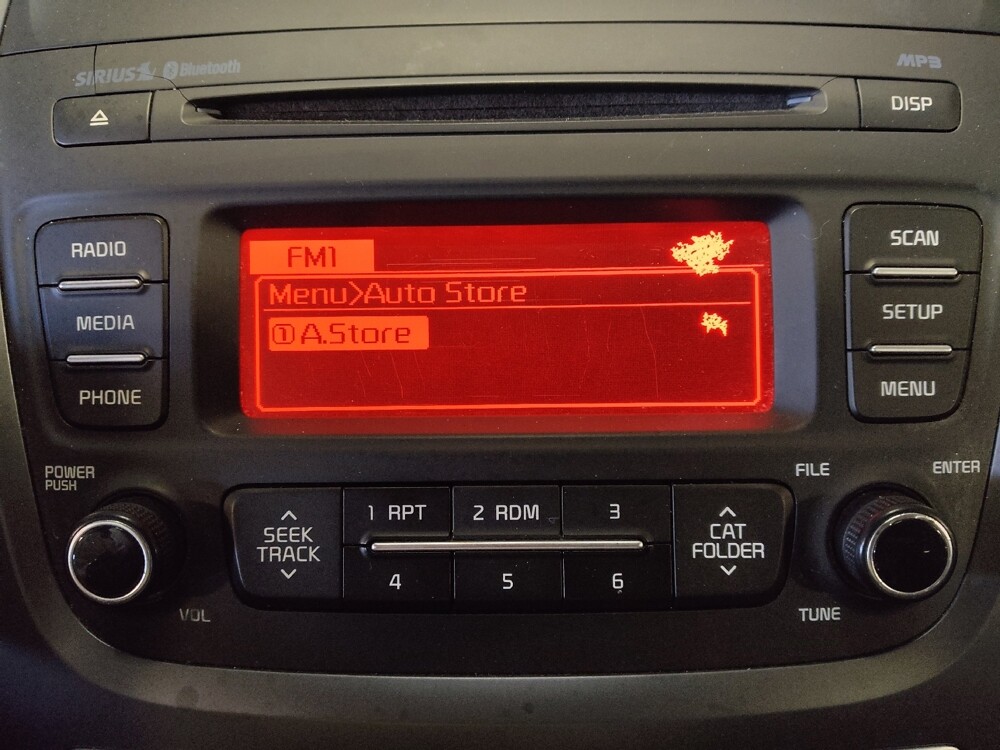 SIRIUS Bluetooth
MP3
DISP
RADIO
MEDIA
PHONE
FM1
Menu>Auto Store
① A.Store
SCAN
SETUP
MENU
POWER
PUSH
VOL
SEEK
TRACK
1 RPT
2 RDM
3
4
5
6
CAT
FOLDER
FILE
ENTER
TUNE